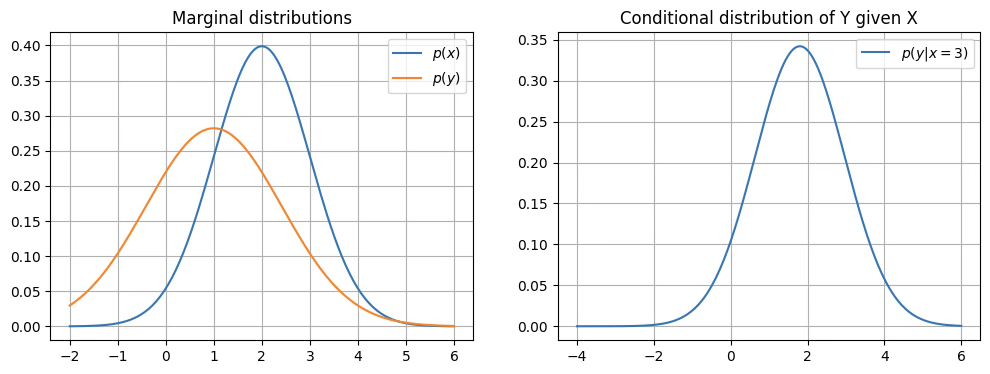 Marginal distributions
0.40
0.35
0.30
0.25
0.20
0.15
0.10
0.05
0.00
−2 −1 0 1 2 3 4 5 6
p(x)
p(y)
Conditional distribution of Y given X
0.35
0.30
0.25
0.20
0.15
0.10
0.05
0.00
−4 −2 0 2 4 6
p(y|x = 3)